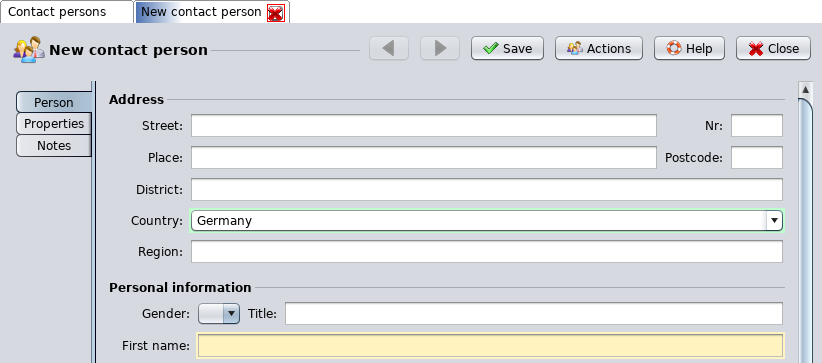 Contact persons New contact person
New contact person Save Actions Help Close
Person
Properties
Notes
Address
Street: Nr:
Place: Postcode:
District:
Country: Germany
Region:
Personal information
Gender: Title:
First name: